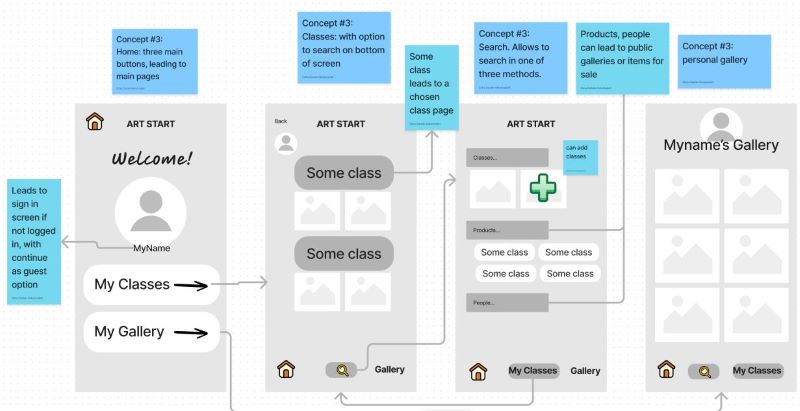 Concept #3:
Home: three main
buttons, leading to
main pages
Concept #3:
Classes: with option
to search on bottom
of screen
Some
class
leads to a
chosen
class page
Concept #3:
Search. Allows to
search in one of
three methods.
Products, people
can lead to public
galleries or items for
sale
Concept #3:
personal gallery
Leads to
sign in
screen if
not logged
in, with
continue
as guest
option
ART START
Welcome!
MyName
My Classes
My Gallery
Back
ART START
Some class
Some class
Gallery
ART START
Classes...
can add
classes
Products...
Some class
Some class
Some class
Some class
People...
My Classes
Gallery
Myname's Gallery
My Classes